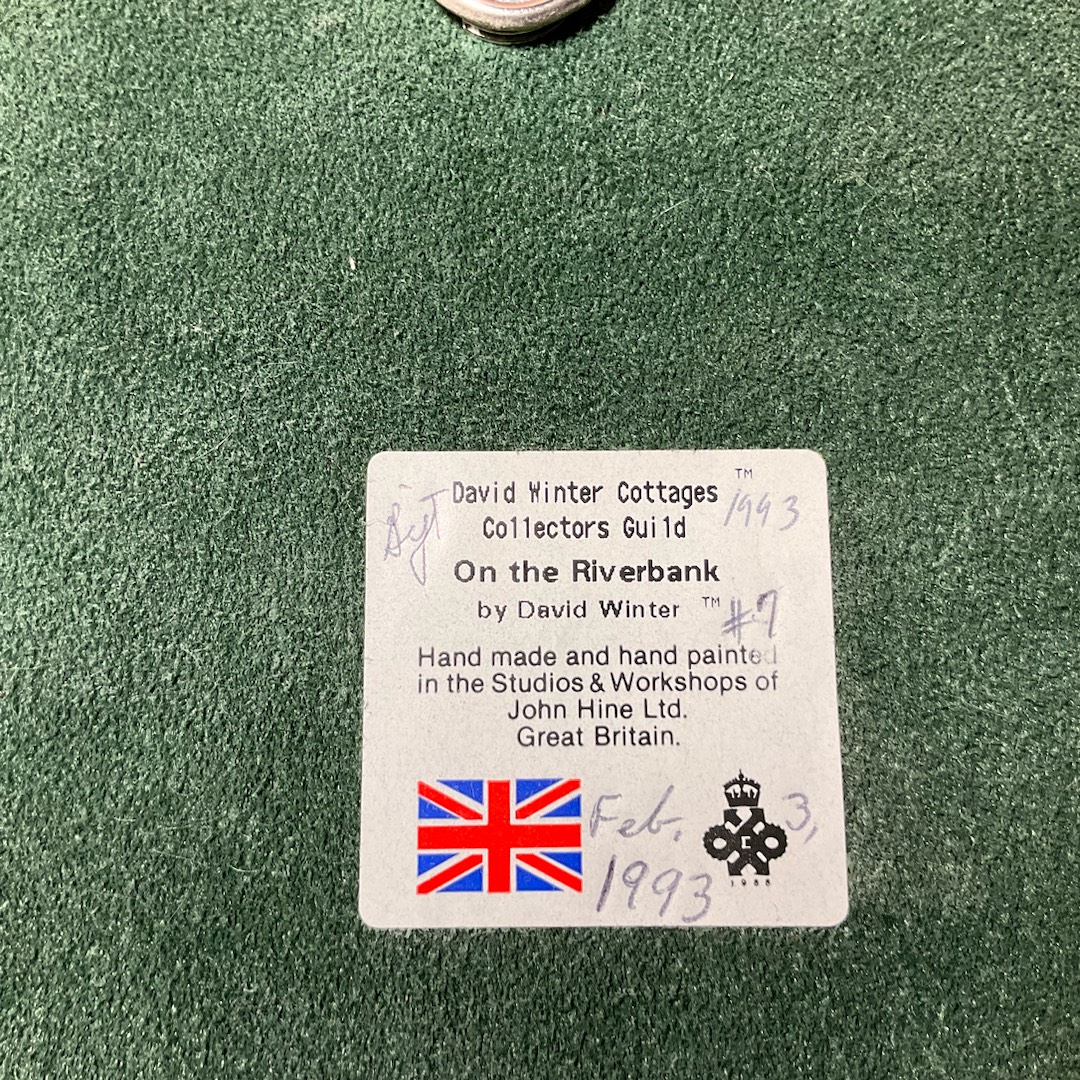 David Winter Cottages ™ 1993
Collectors Guild
On the Riverbank
by David Winter ™ #7
Hand made and hand painted
in the Studios & Workshops of
John Hine Ltd.
Great Britain.
Feb. 3,
1993